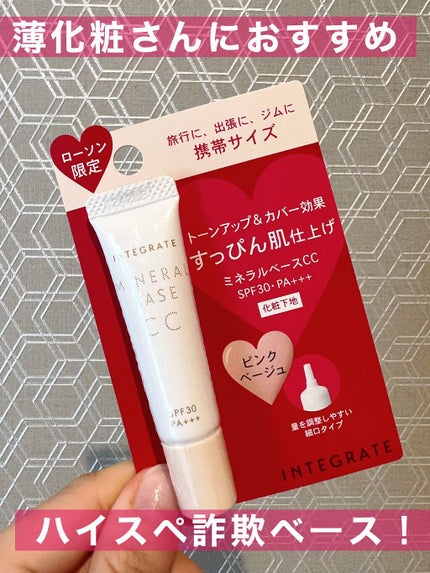 薄化粧さんにおすすめ
ローソン
限定
旅行に、出張に、ジムに
携帯サイズ
トーンアップ&カバー効果
すっぴん肌仕上げ
ミネラルベースCC
SPF30・PA+++
化粧下地
ピンク
ベージュ
量を調整しやすい
細口タイプ
INTEGRATE
INTEGRATE
MINERAL
BASE
CC
SPF30
PA+++
ハイスペ詐欺ベース！